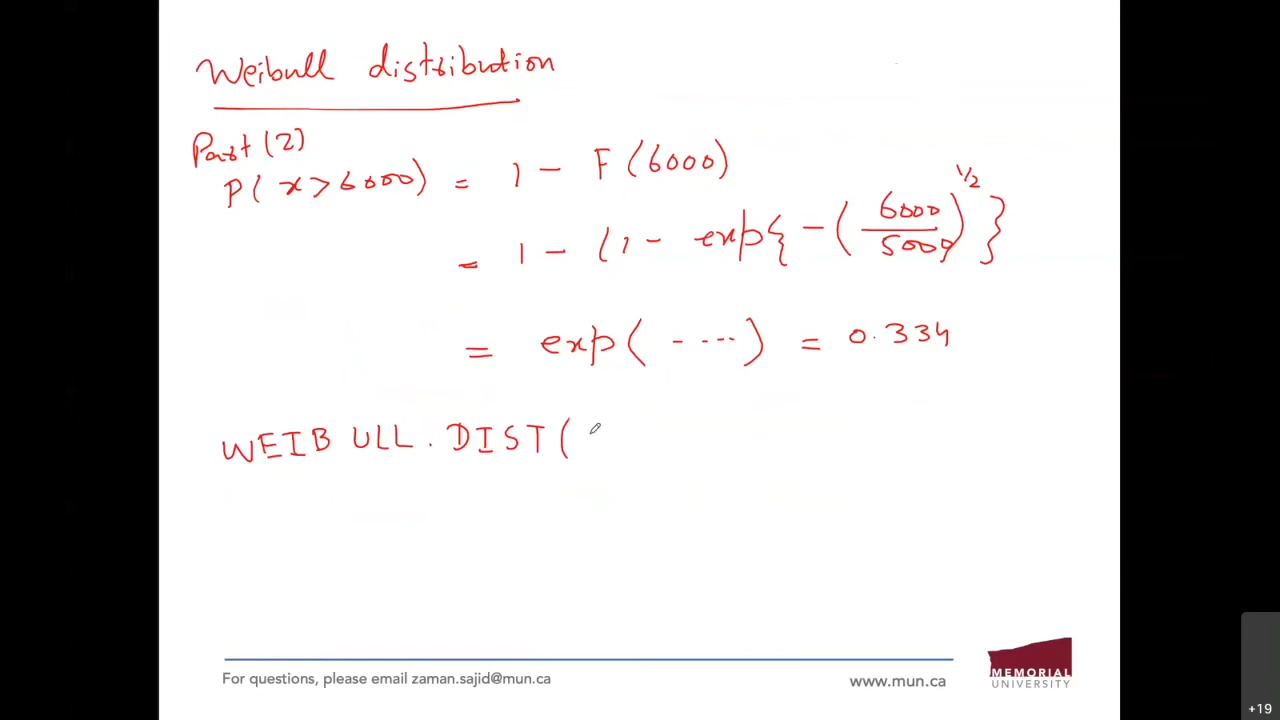 Weibull distribution
Part (2)
P( x > 6000) = 1 - F(6000)
= 1 - (1 - exp{ - ( 6000 / 5000 )^1/2 }
= exp( ..... ) = 0.334
WEIBULL.DIST(
For questions, please email zaman.sajid@mun.ca
www.mun.ca
MEMORIAL
UNIVERSITY
+19